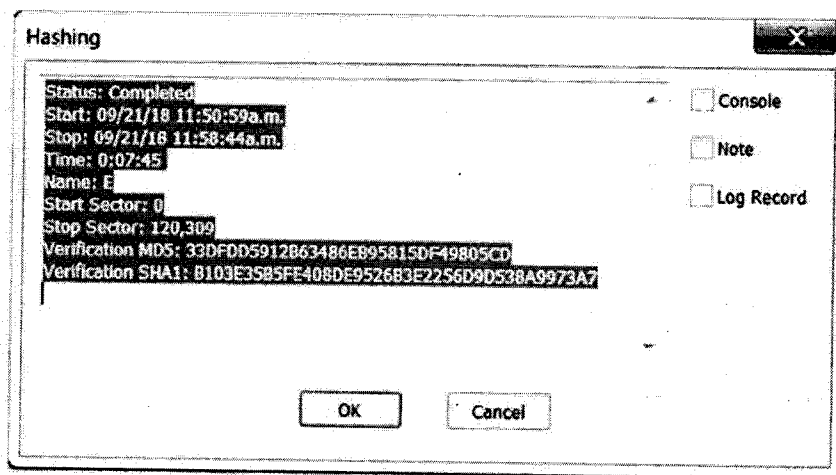 Hashing
X
Status: Completed
Start: 09/21/18 11:50:59a.m.
Stop: 09/21/18 11:58:44a.m.
Time: 0:07:45
Name: E
Start Sector: 0
Stop Sector: 120,309
Verification MD5: 33DFDD5912B63486EB95815DF49805CD
Verification SHA1: B103E35B5FE408DE9526B3E2256D9D53BA9973A7
Console
Note
Log Record
OK
Cancel